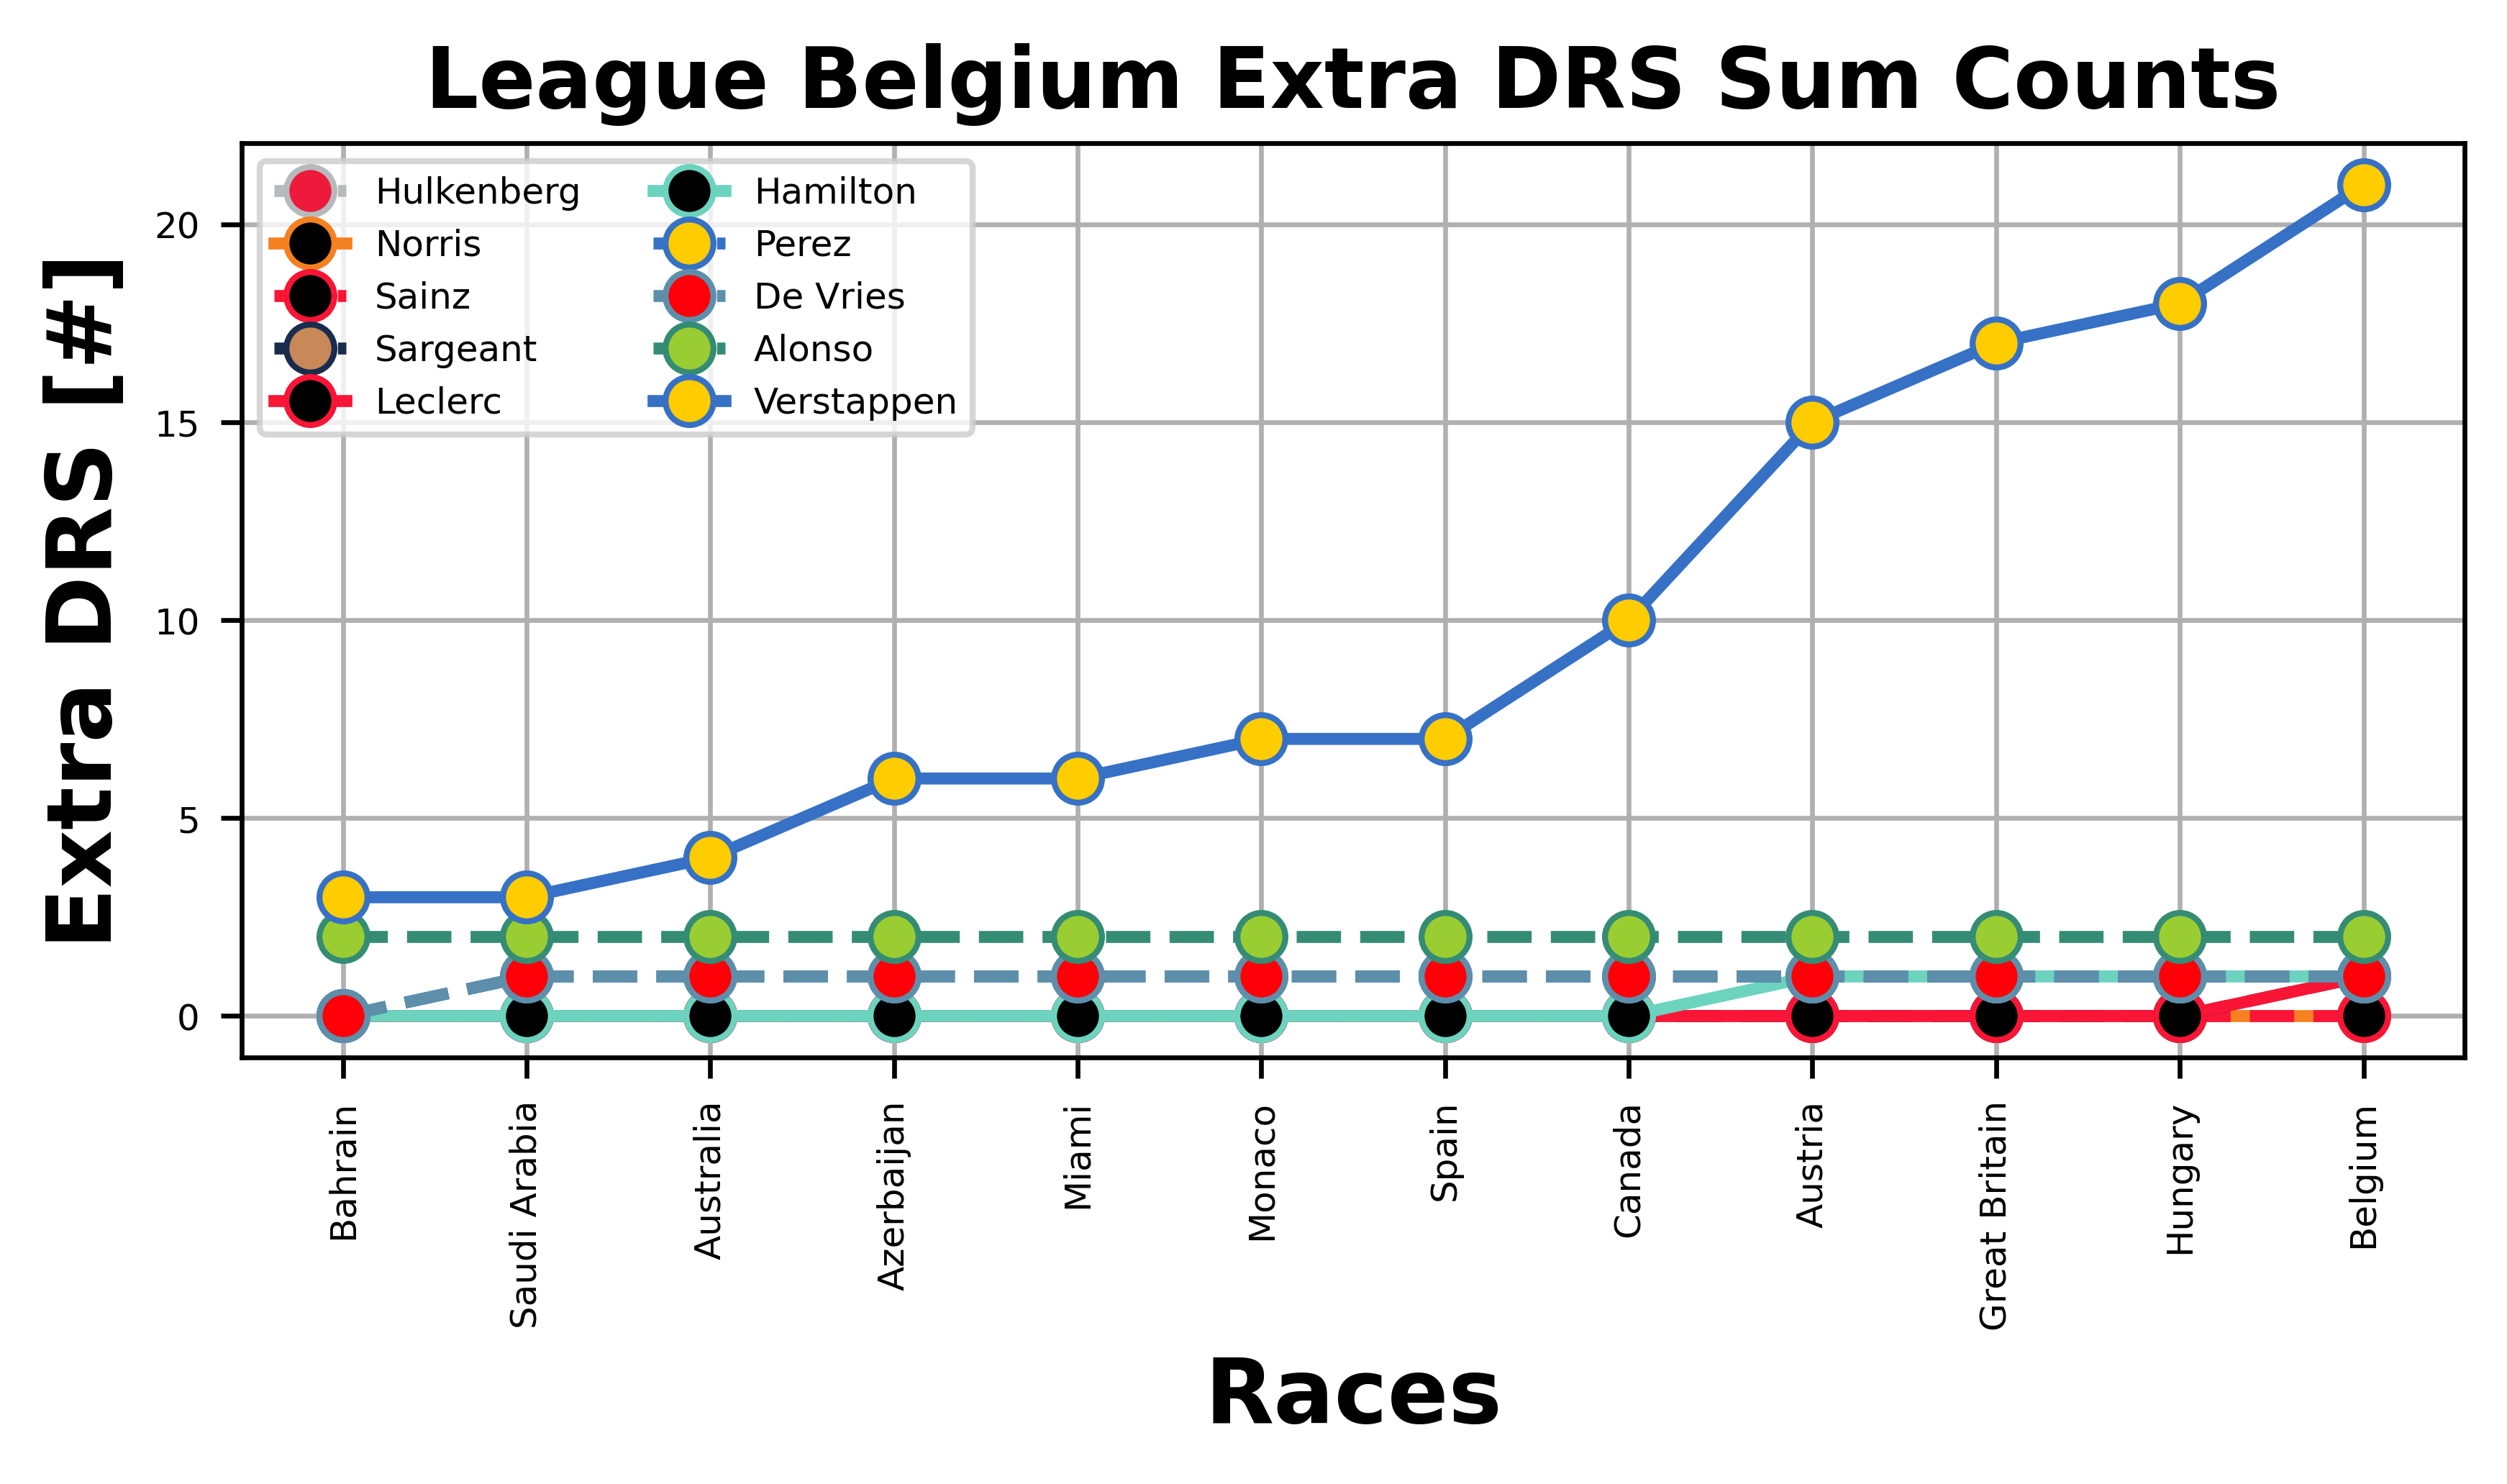 League Belgium Extra DRS Sum Counts
Extra DRS [#]
20
15
10
5
0
Hulkenberg
Norris
Sainz
Sargeant
Leclerc
Hamilton
Perez
De Vries
Alonso
Verstappen
Bahrain
Saudi Arabia
Australia
Azerbaijan
Miami
Monaco
Spain
Canada
Austria
Great Britain
Hungary
Belgium
Races